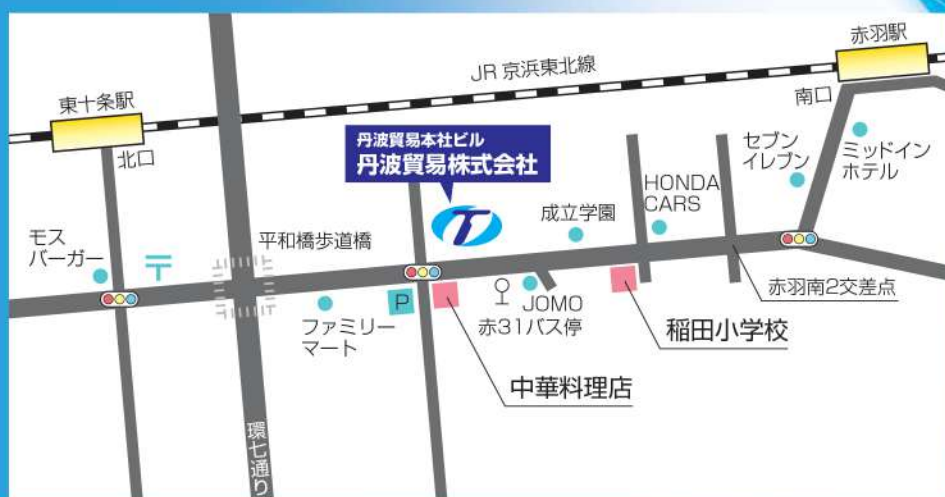 赤羽駅
JR 京浜東北線
南口
東十条駅
北口
丹波貿易本社ビル
丹波貿易株式会社
T
セブン
イレブン
ミッドイン
ホテル
HONDA
CARS
成立学園
平和橋歩道橋
モス
バーガー
〒
P
ファミリー
マート
JOMO
赤31バス停
赤羽南2交差点
稲田小学校
中華料理店
環七通り